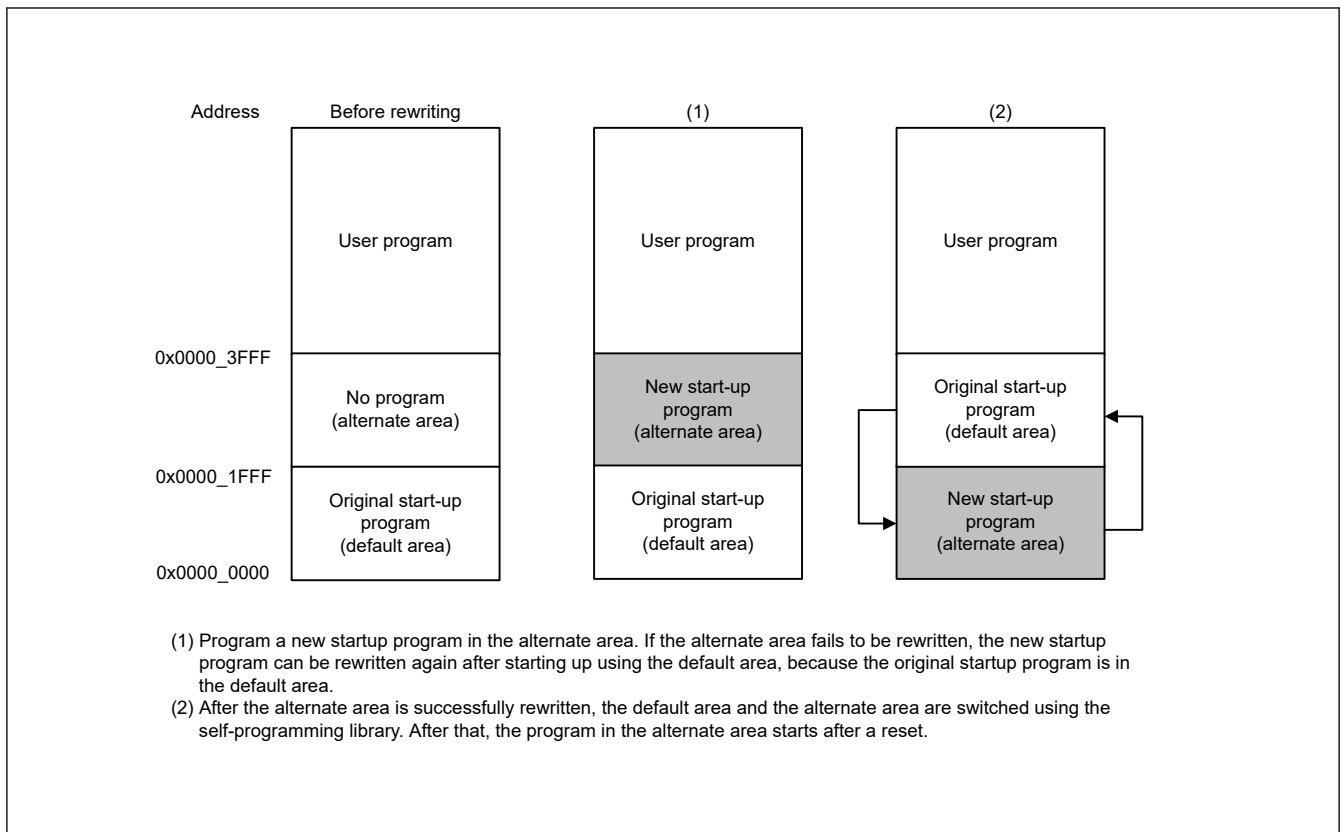 Address Before rewriting (1) (2)
User program User program User program
0x0000_3FFF
No program
(alternate area)
New start-up
program
(alternate area)
Original start-up
program
(default area)
0x0000_1FFF
Original start-up
program
(default area)
Original start-up
program
(default area)
New start-up
program
(alternate area)
0x0000_0000
(1) Program a new startup program in the alternate area. If the alternate area fails to be rewritten, the new startup
program can be rewritten again after starting up using the default area, because the original startup program is in
the default area.
(2) After the alternate area is successfully rewritten, the default area and the alternate area are switched using the
self-programming library. After that, the program in the alternate area starts after a reset.